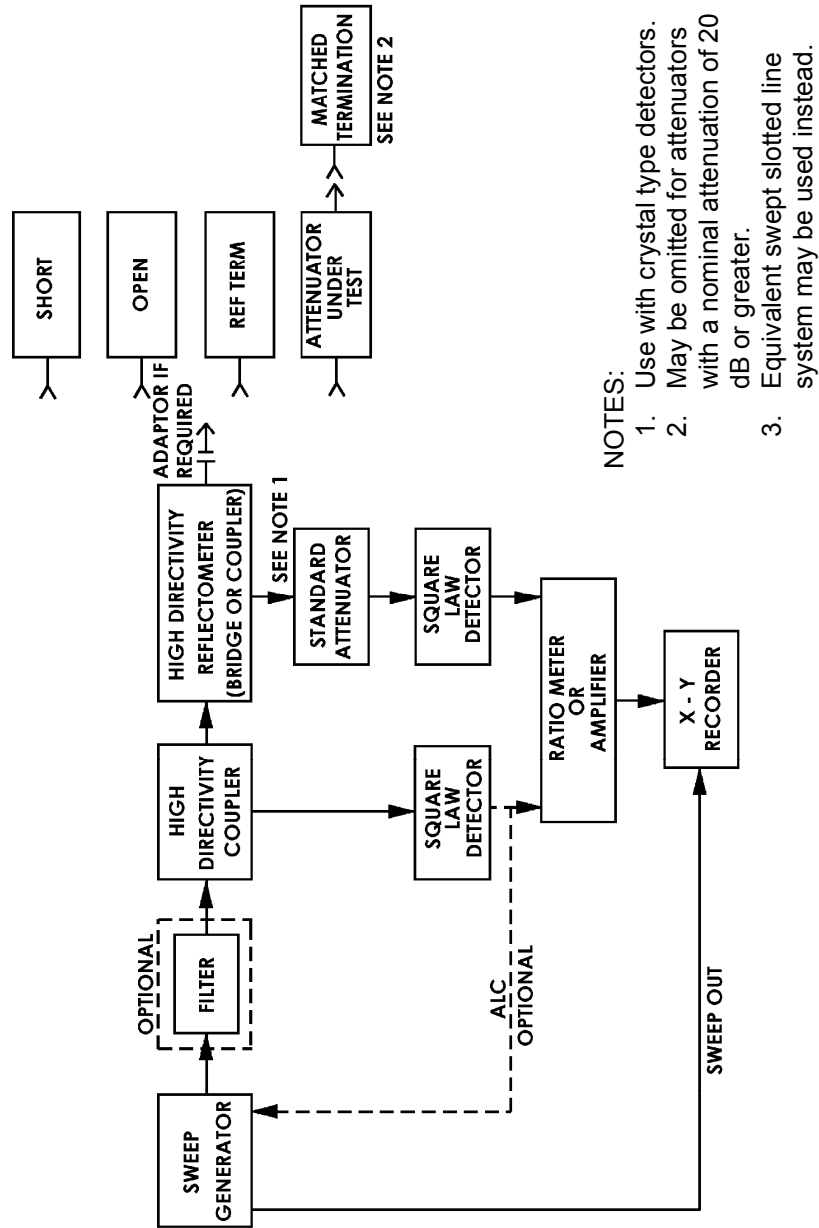 SWEEP
GENERATOR
OPTIONAL
FILTER
HIGH
DIRECTIVITY
COUPLER
HIGH DIRECTIVITY
REFLECTOMETER
(BRIDGE OR COUPLER)
ADAPTOR IF
REQUIRED
SHORT
OPEN
REF TERM
ATTENUATOR
UNDER
TEST
MATCHED
TERMINATION
SEE NOTE 2
SEE NOTE 1
STANDARD
ATTENUATOR
SQUARE
LAW
DETECTOR
SQUARE
LAW
DETECTOR
ALC
OPTIONAL
RATIO METER
OR
AMPLIFIER
X - Y
RECORDER
SWEEP OUT
NOTES:
1. Use with crystal type detectors.
2. May be omitted for attenuators
with a nominal attenuation of 20
dB or greater.
3. Equivalent swept slotted line
system may be used instead.